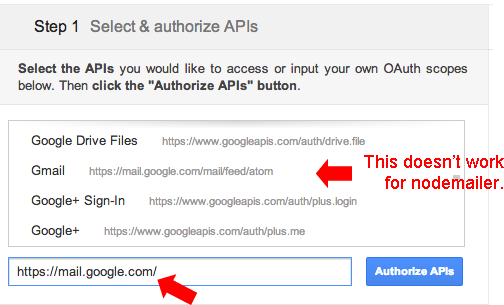 Step 1 Select & authorize APIs
Select the APIs you would like to access or input your own OAuth scopes
below. Then click the "Authorize APIs" button.
Google Drive Files https://www.googleapis.com/auth/drive.file
Gmail https://mail.google.com/mail/feed/atom
Google+ Sign-In https://www.googleapis.com/auth/plus.login
Google+ https://www.googleapis.com/auth/plus.me
This doesn't work
for nodemailer.
https://mail.google.com/
Authorize APIs